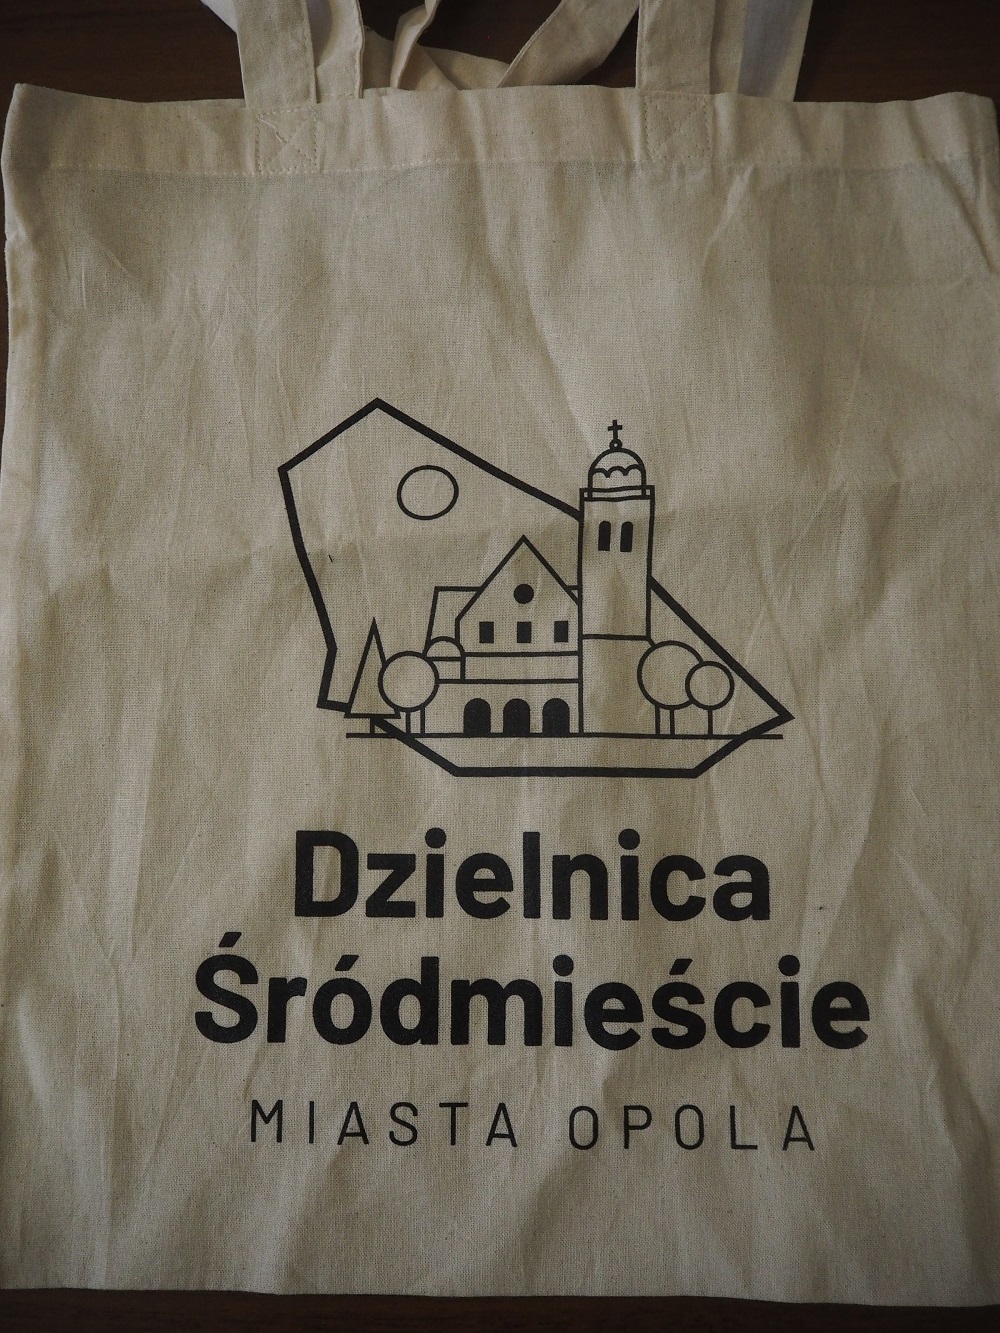 Dzielnica
Śródmieście
MIASTA OPOLA